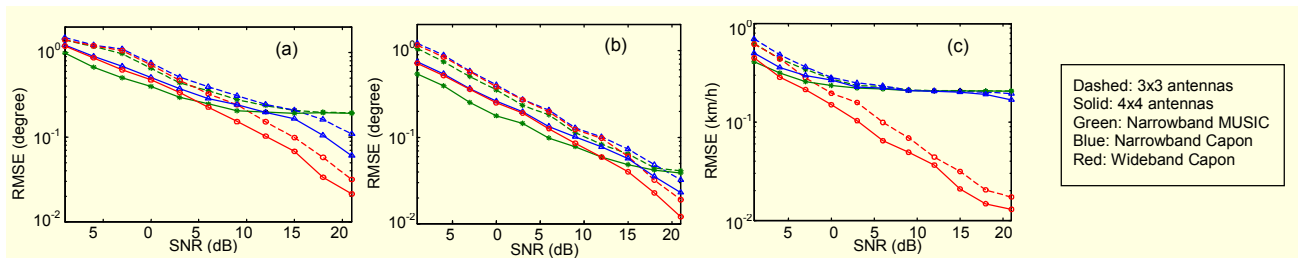 (a)
RMSE (degree)
10^0
10^-1
10^-2
5 0 5 10 15 20
SNR (dB)
(b)
RMSE (degree)
10^0
10^-1
10^-2
5 0 5 10 15 20
SNR (dB)
(c)
RMSE (km/h)
10^0
10^-1
10^-2
5 0 5 10 15 20
SNR (dB)
Dashed: 3x3 antennas
Solid: 4x4 antennas
Green: Narrowband MUSIC
Blue: Narrowband Capon
Red: Wideband Capon